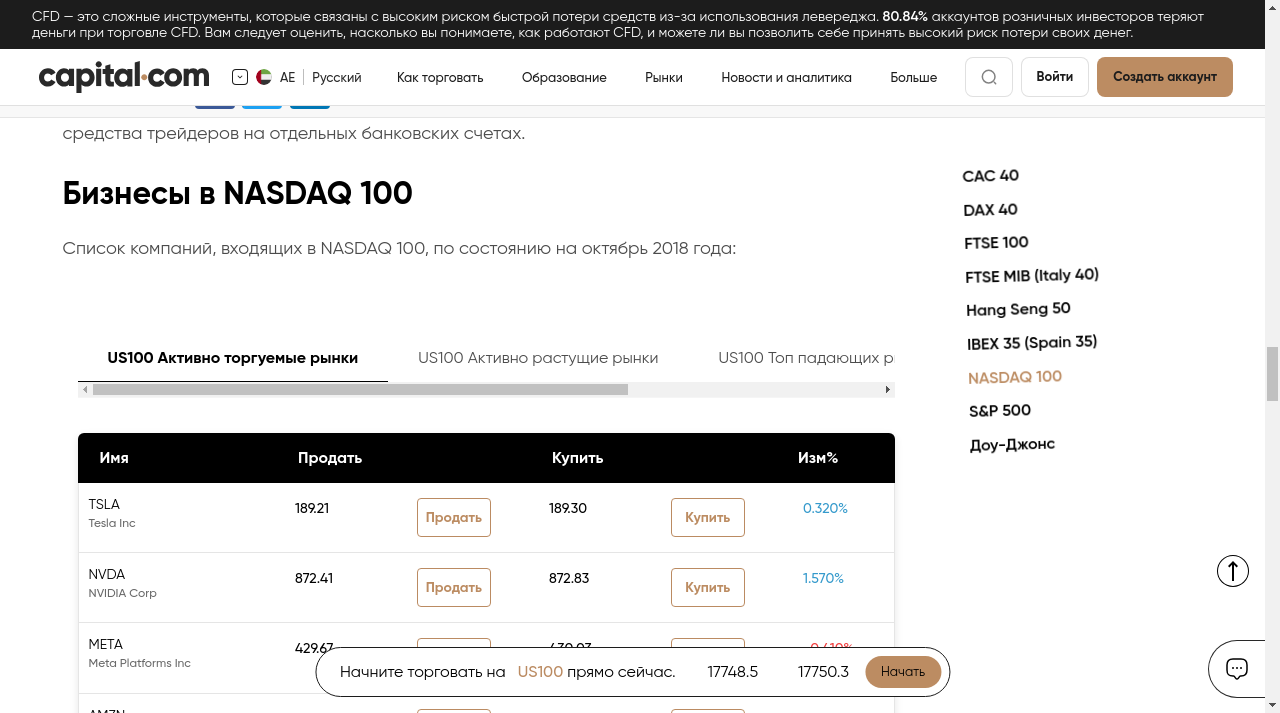 CFD — это сложные инструменты, которые связаны с высоким риском быстрой потери средств из-за использования левереджа. 80.84% аккаунтов розничных инвесторов теряют
деньги при торговле CFD. Вам следует оценить, насколько вы понимаете, как работают CFD, и можете ли вы позволить себе принять высокий риск потери своих денег.
capital.com AE Русский Как торговать Образование Рынки Новости и аналитика Больше Войти Создать аккаунт
средства трейдеров на отдельных банковских счетах.
Бизнесы в NASDAQ 100
Список компаний, входящих в NASDAQ 100, по состоянию на октябрь 2018 года:
CAC 40
DAX 40
FTSE 100
FTSE MIB (Italy 40)
Hang Seng 50
IBEX 35 (Spain 35)
NASDAQ 100
S&P 500
Доу-Джонс
US100 Активно торгуемые рынки US100 Активно растущие рынки US100 Топ падающих
Имя Продать Купить Изм%
TSLA 189.21 Продать 189.30 Купить 0.320%
Tesla Inc
NVDA 872.41 Продать 872.83 Купить 1.570%
NVIDIA Corp
META 429.67
Meta Platforms Inc
Начните торговать на US100 прямо сейчас. 17748.5 17750.3 Начать